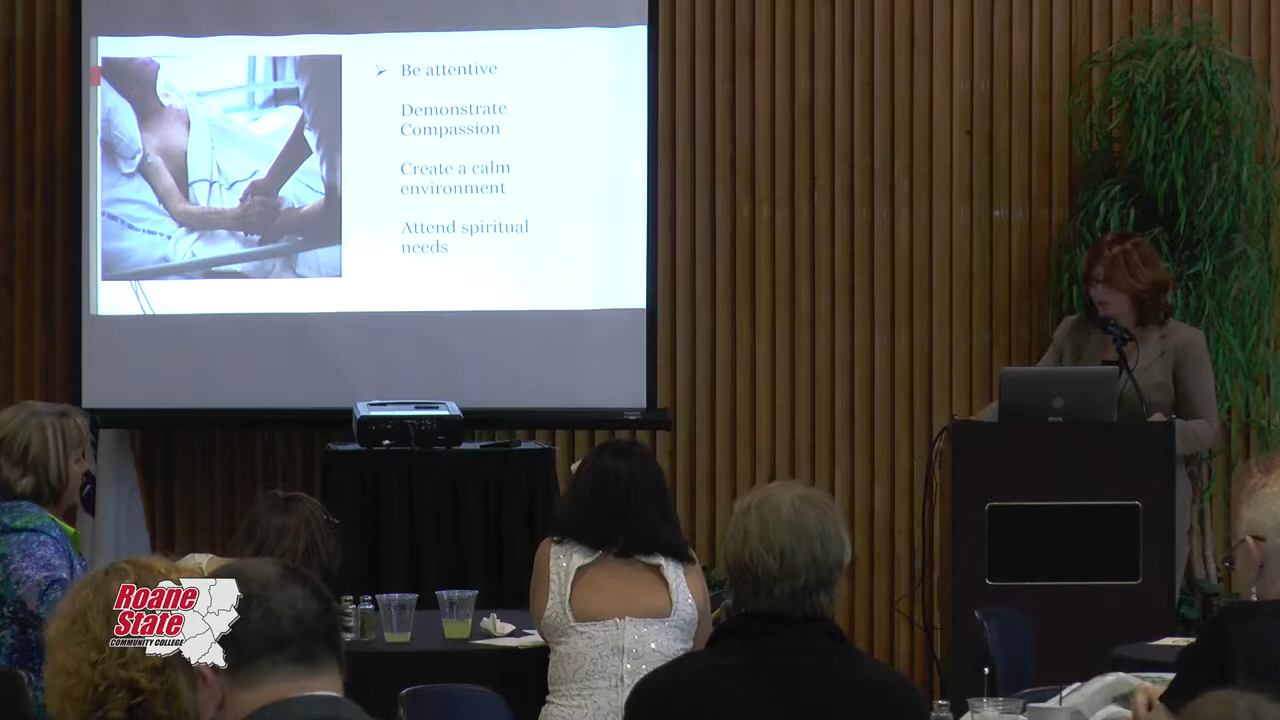 Be attentive
Demonstrate
Compassion
Create a calm
environment
Attend spiritual
needs
Roane
State
COMMUNITY COLLEGE